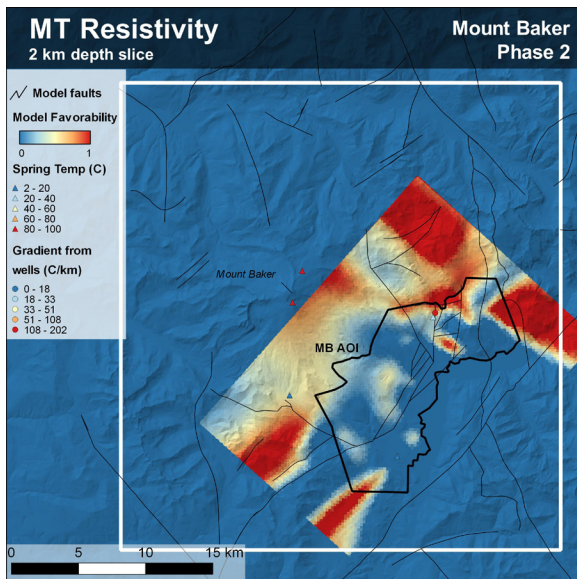 MT Resistivity
2 km depth slice
Mount Baker
Phase 2
Model faults
Model Favorability
0 1
Spring Temp (C)
2 - 20
20 - 40
40 - 60
60 - 80
80 - 100
Gradient from
wells (C/km)
0 - 18
18 - 33
33 - 51
51 - 108
108 - 202
Mount Baker
MB AOI
0 5 10 15 km